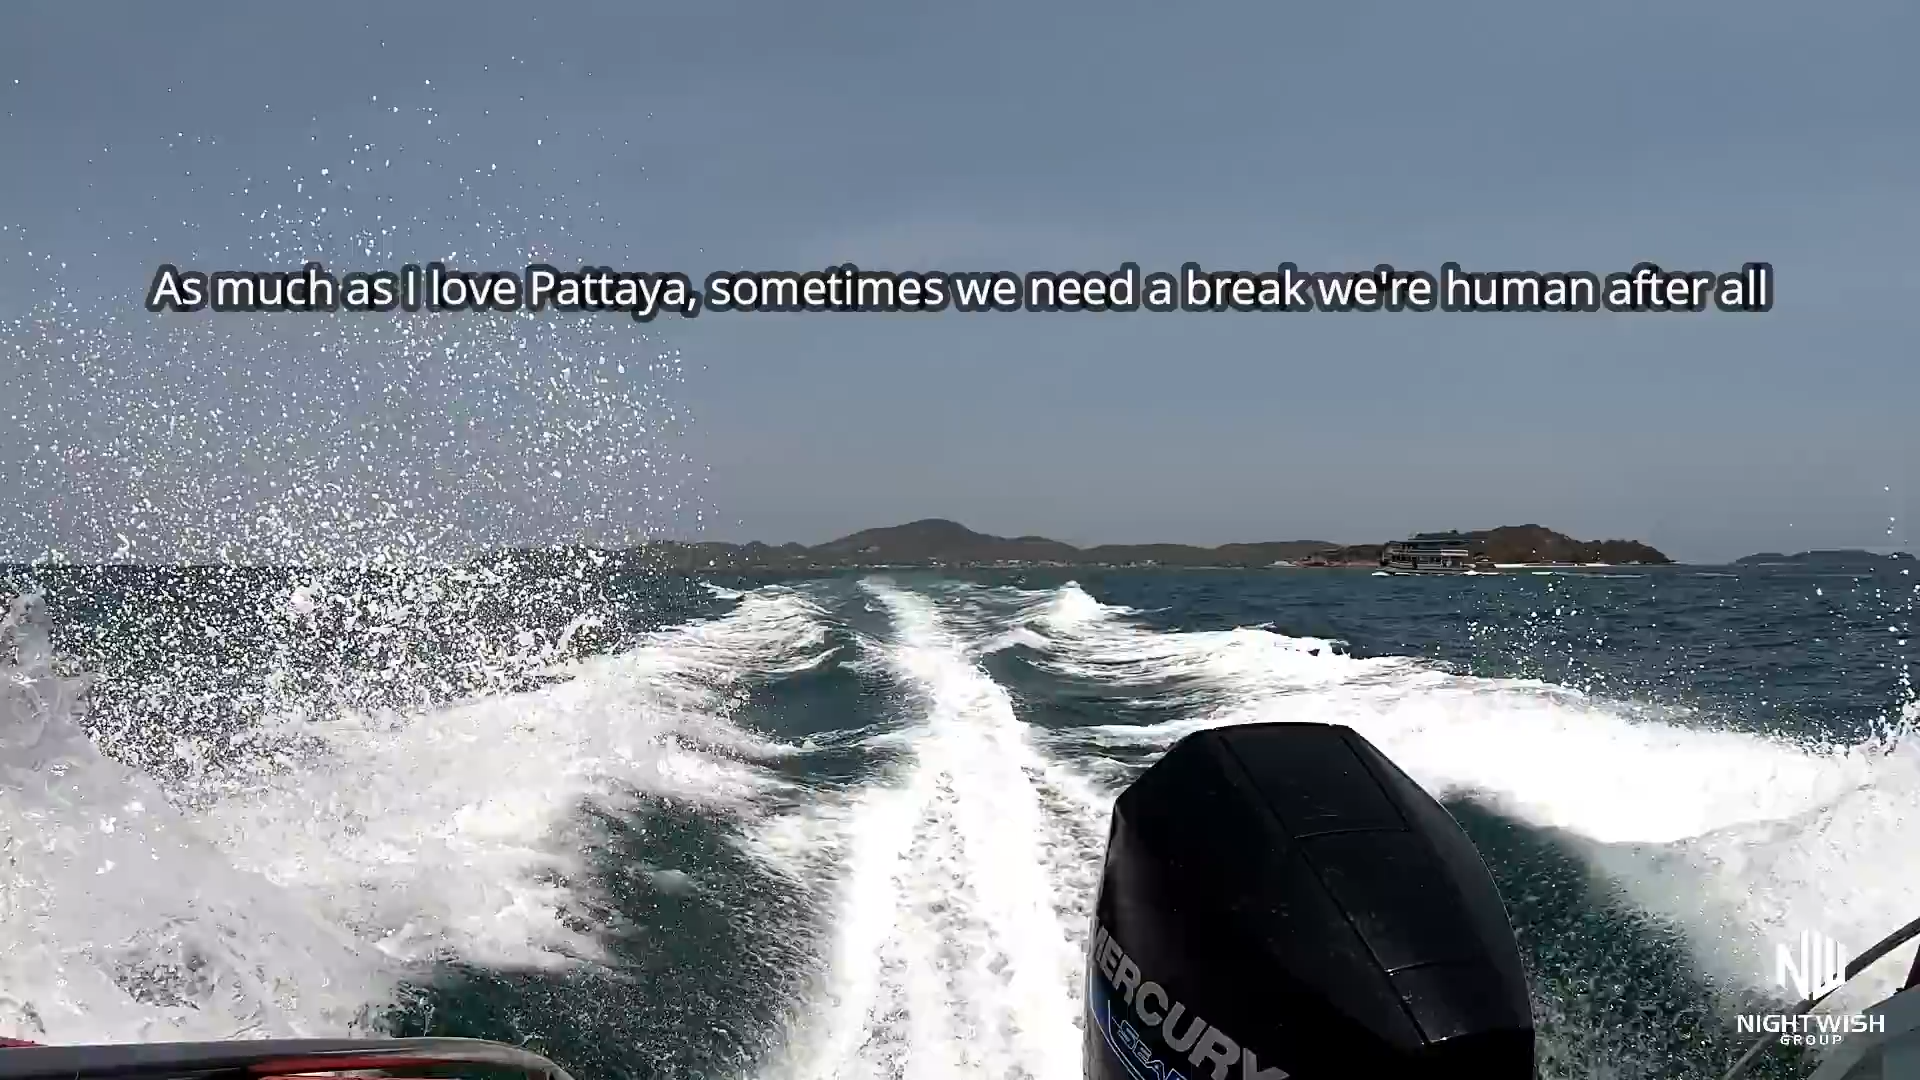 As much as I love Pattaya, sometimes we need a break we're human after all
MERCURY
NIGHTWISH
GROUP